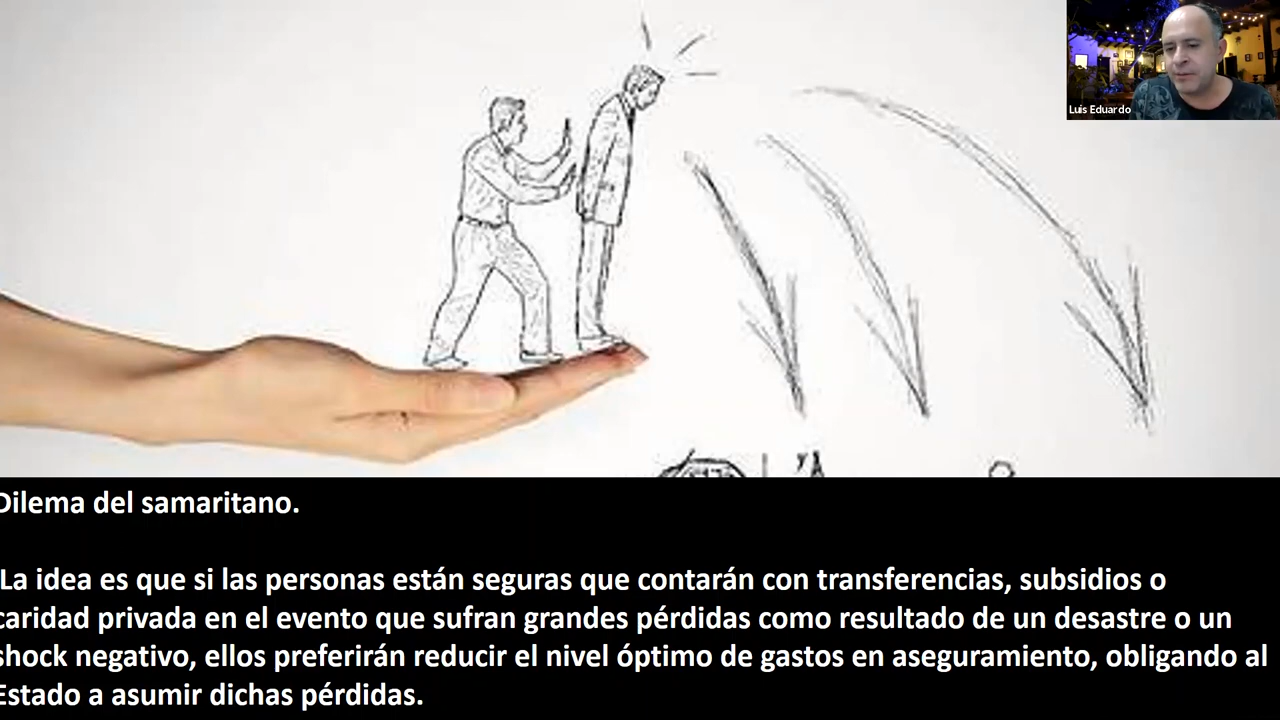 Luis Eduardo
Dilema del samaritano.
La idea es que si las personas están seguras que contarán con transferencias, subsidios o
caridad privada en el evento que sufran grandes pérdidas como resultado de un desastre o un
shock negativo, ellos preferirán reducir el nivel óptimo de gastos en aseguramiento, obligando al
Estado a asumir dichas pérdidas.